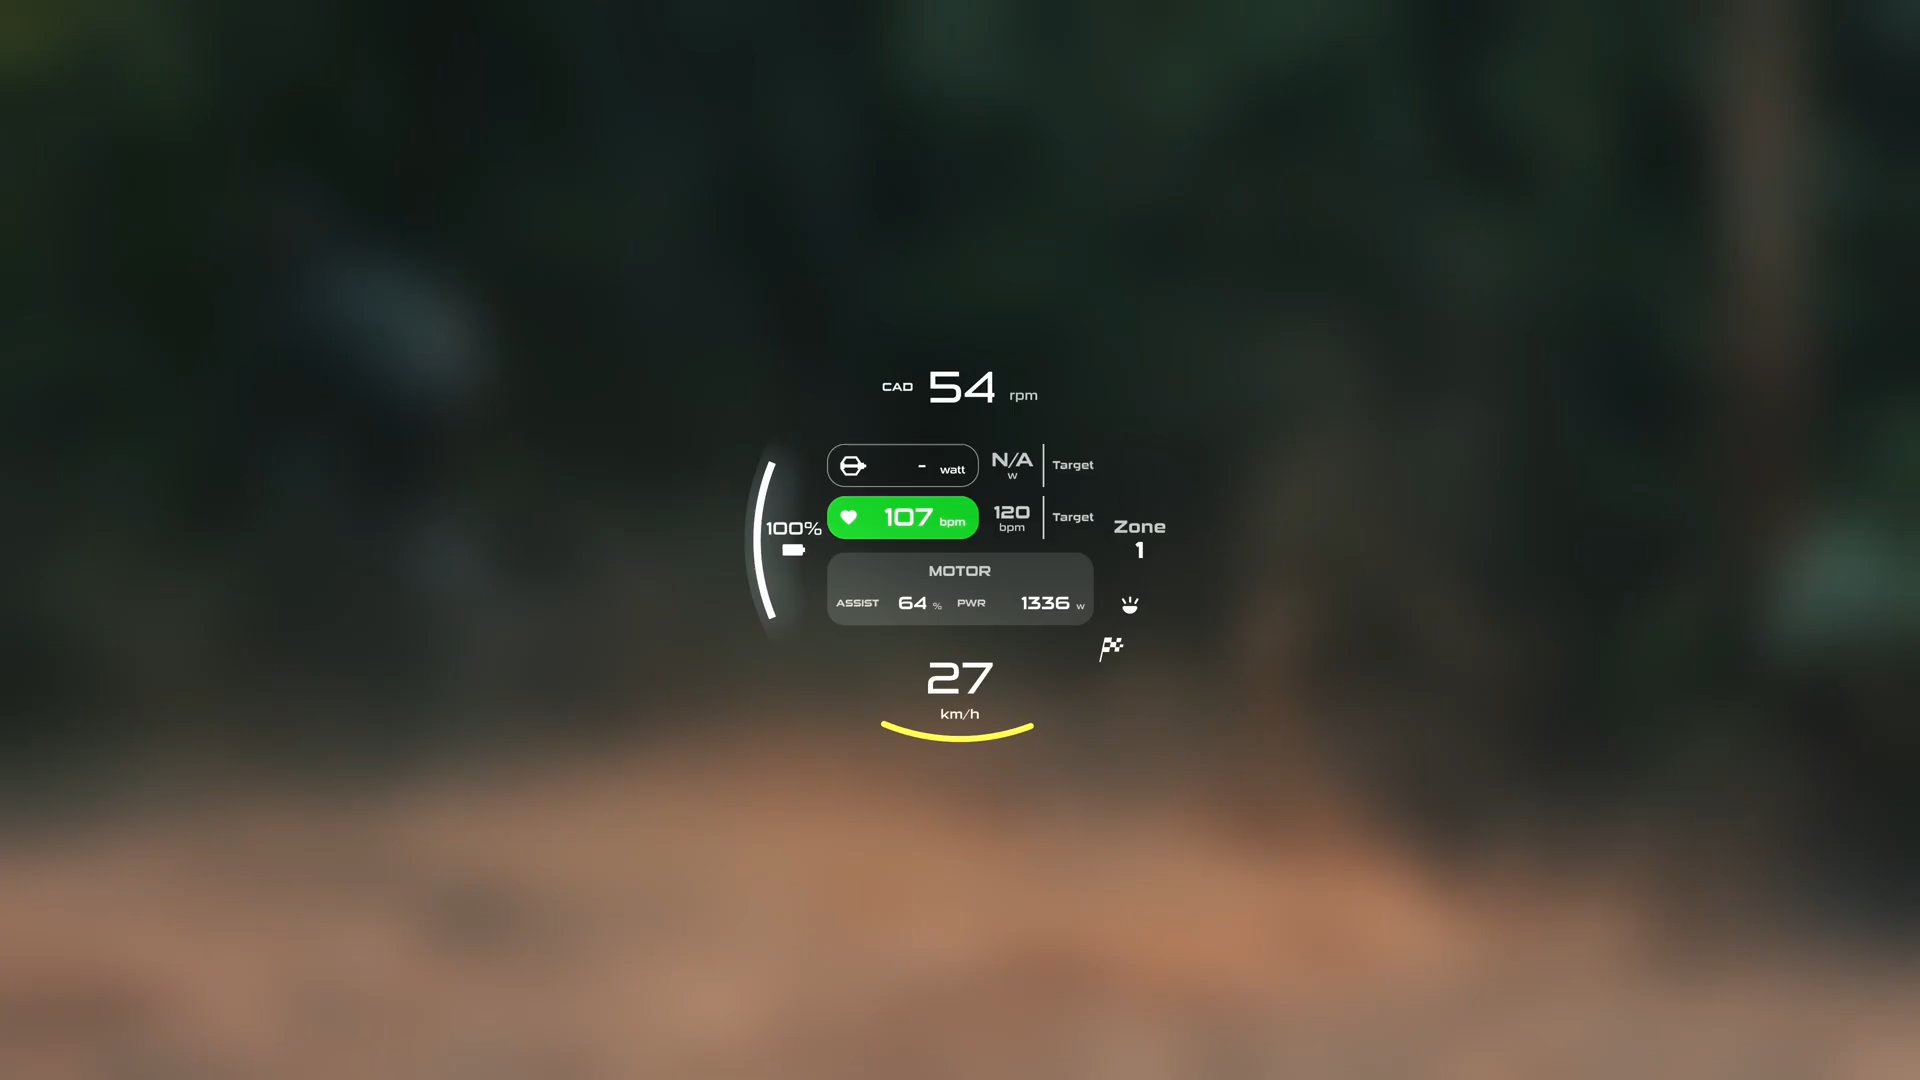 CAD 54 rpm
- watt N/A w Target
107 bpm 120 bpm Target
100%
Zone
1
MOTOR
ASSIST 64 % PWR 1336 w
27
km/h